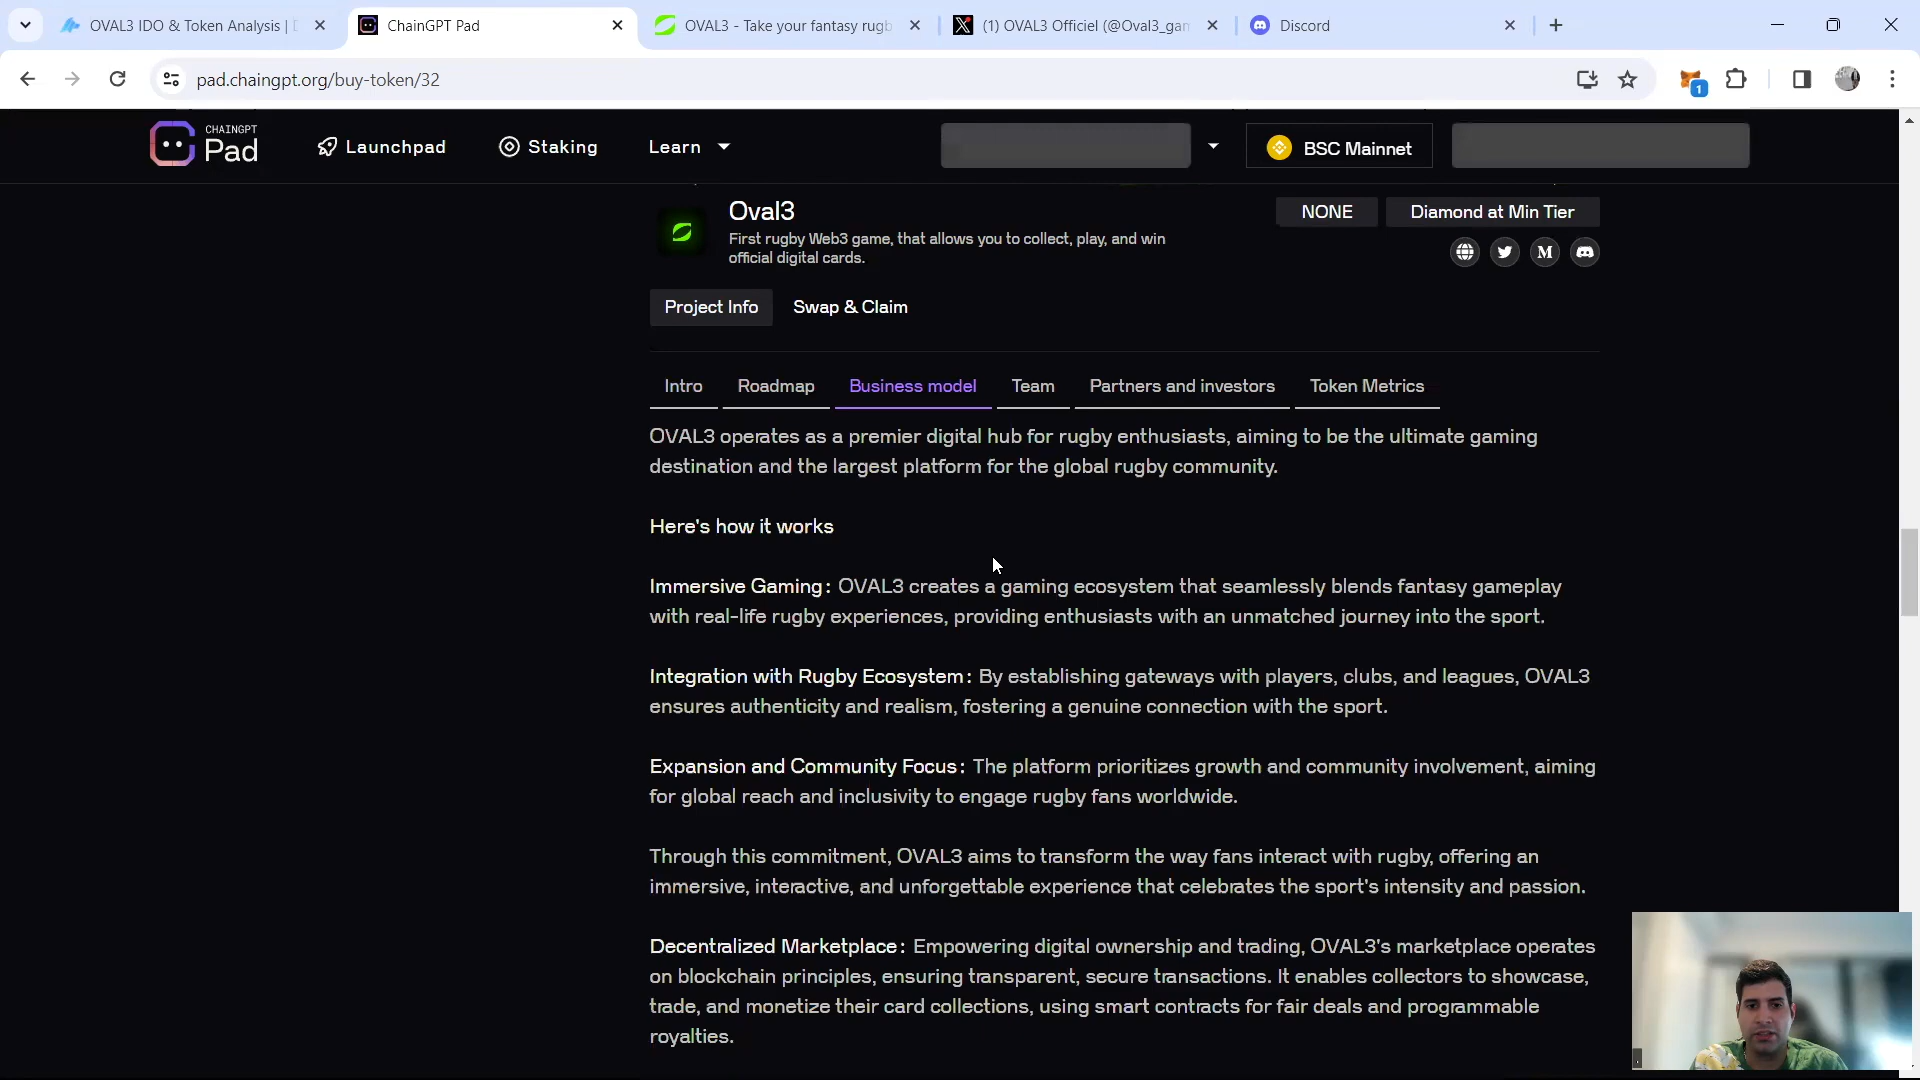 OVAL3 IDO & Token Analysis |
ChainGPT Pad
OVAL3 - Take your fantasy rugb
(1) OVAL3 Officiel (@Oval3_gam
Discord
pad.chaingpt.org/buy-token/32
1
CHAINGPT
Pad
Launchpad
Staking
Learn
BSC Mainnet
Oval3
NONE
Diamond at Min Tier
First rugby Web3 game, that allows you to collect, play, and win
official digital cards.
Project Info
Swap & Claim
Intro
Roadmap
Business model
Team
Partners and investors
Token Metrics
OVAL3 operates as a premier digital hub for rugby enthusiasts, aiming to be the ultimate gaming
destination and the largest platform for the global rugby community.
Here's how it works
Immersive Gaming: OVAL3 creates a gaming ecosystem that seamlessly blends fantasy gameplay
with real-life rugby experiences, providing enthusiasts with an unmatched journey into the sport.
Integration with Rugby Ecosystem: By establishing gateways with players, clubs, and leagues, OVAL3
ensures authenticity and realism, fostering a genuine connection with the sport.
Expansion and Community Focus: The platform prioritizes growth and community involvement, aiming
for global reach and inclusivity to engage rugby fans worldwide.
Through this commitment, OVAL3 aims to transform the way fans interact with rugby, offering an
immersive, interactive, and unforgettable experience that celebrates the sport's intensity and passion.
Decentralized Marketplace: Empowering digital ownership and trading, OVAL3's marketplace operates
on blockchain principles, ensuring transparent, secure transactions. It enables collectors to showcase,
trade, and monetize their card collections, using smart contracts for fair deals and programmable
royalties.